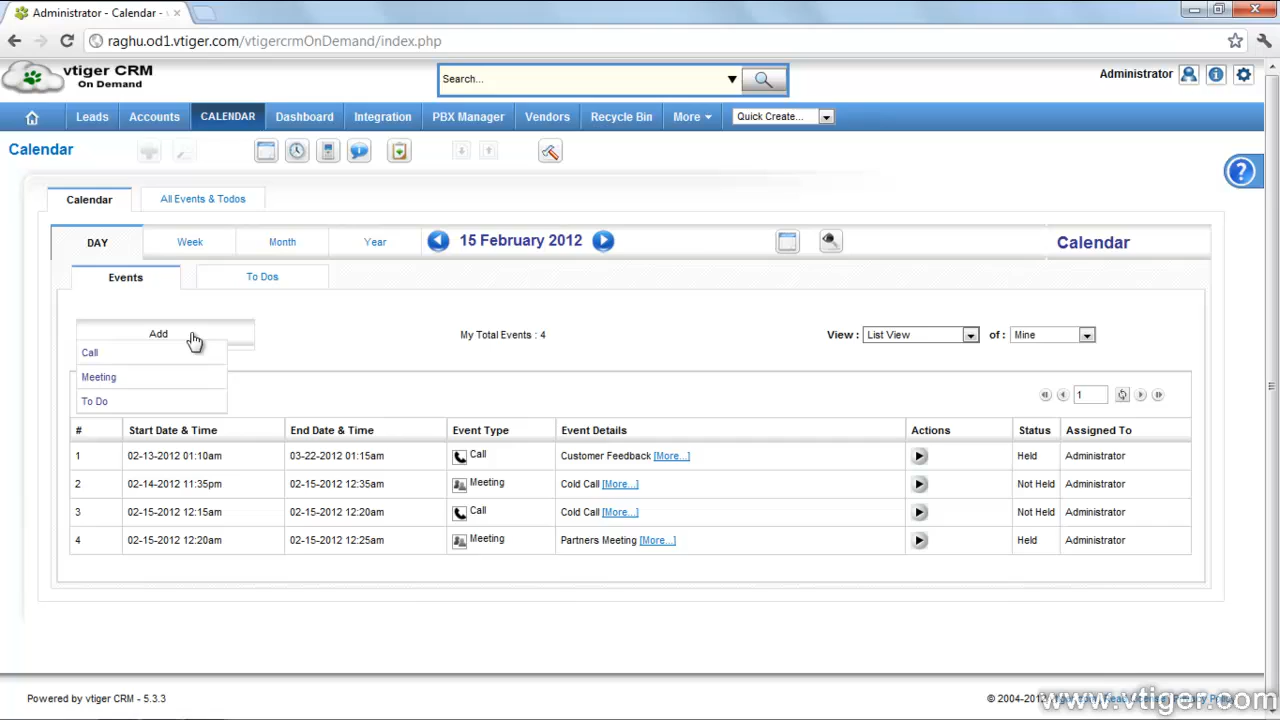 Administrator - Calendar -
raghu.od1.vtiger.com/vtigercrmOnDemand/index.php
vtiger CRM
On Demand
Search...
Administrator
Leads Accounts CALENDAR Dashboard Integration PBX Manager Vendors Recycle Bin More Quick Create...
Calendar
?
Calendar All Events & Todos
DAY Week Month Year 15 February 2012 Calendar
Events To Dos
Add My Total Events : 4 View : List View of : Mine
Call
Meeting
To Do
1
# Start Date & Time End Date & Time Event Type Event Details Actions Status Assigned To
1 02-13-2012 01:10am 03-22-2012 01:15am Call Customer Feedback [More...] Held Administrator
2 02-14-2012 11:35pm 02-15-2012 12:35am Meeting Cold Call [More...] Not Held Administrator
3 02-15-2012 12:15am 02-15-2012 12:20am Call Cold Call [More...] Not Held Administrator
4 02-15-2012 12:20am 02-15-2012 12:25am Meeting Partners Meeting [More...] Held Administrator
Powered by vtiger CRM - 5.3.3
www.vtiger.com